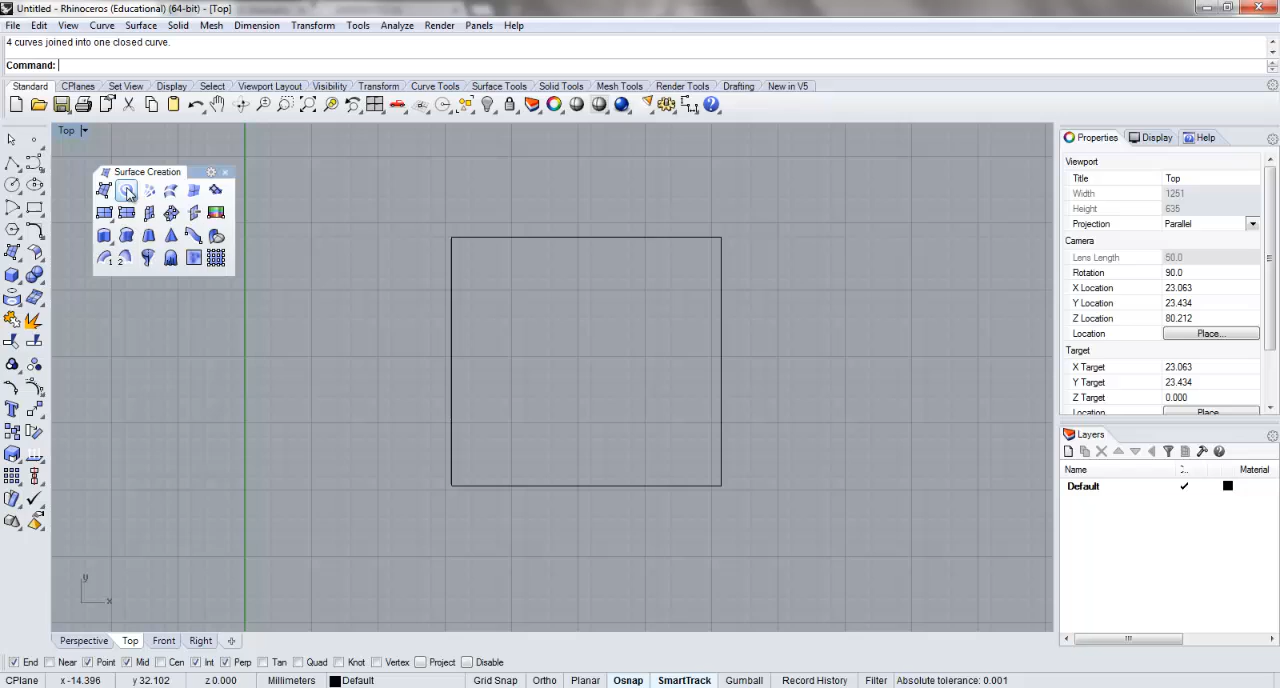 Untitled - Rhinoceros (Educational) (64-bit) - [Top]
File Edit View Curve Surface Solid Mesh Dimension Transform Tools Analyze Render Panels Help
4 curves joined into one closed curve.
Command:
Standard CPlanes Set View Display Select Viewport Layout Visibility Transform Curve Tools Surface Tools Solid Tools Mesh Tools Render Tools Drafting New in V5
Top
Surface Creation
1 2
y
x
Perspective Top Front Right
Properties Display Help
Viewport
Title Top
Width 1251
Height 635
Projection Parallel
Camera
Lens Length 50.0
Rotation 90.0
X Location 23.063
Y Location 23.434
Z Location 80.212
Location Place...
Target
X Target 23.063
Y Target 23.434
Z Target 0.000
Location Place...
Layers
Name Material
Default
End Near Point Mid Cen Int Perp Tan Quad Knot Vertex Project Disable
CPlane x -14.396 y 32.102 z 0.000 Millimeters Default Grid Snap Ortho Planar Osnap SmartTrack Gumball Record History Filter Absolute tolerance: 0.001